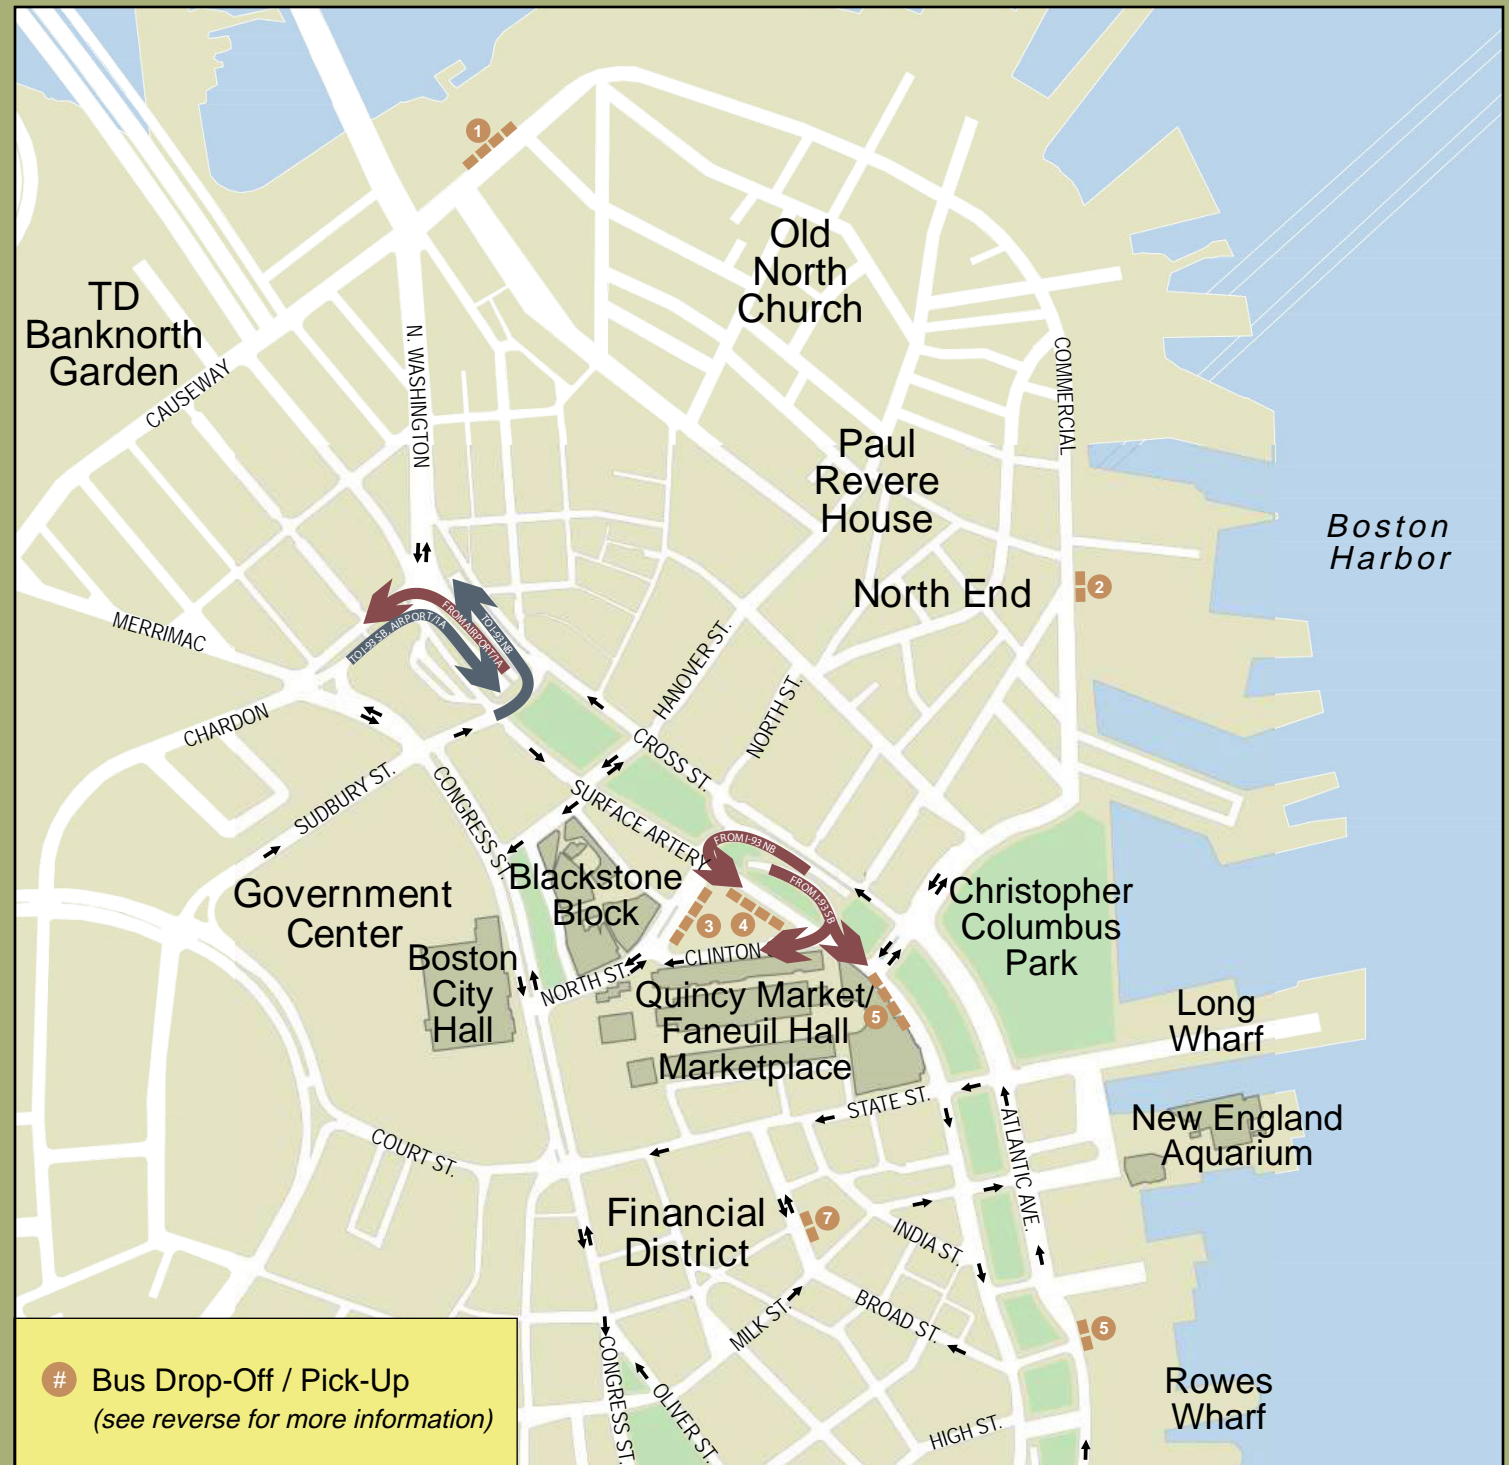 1
Old
North
Church
TD
Banknorth
Garden
CAUSEWAY
N. WASHINGTON
COMMERCIAL
Paul
Revere
House
Boston
Harbor
North End
2
MERRIMAC
TO I-93 SB, AIRPORT/1A
FROM AIRPORT/1A
TO I-93 NB
HANOVER ST.
NORTH ST.
CHARDON
CROSS ST.
SUDBURY ST.
CONGRESS ST.
SURFACE ARTERY
FROM I-93 NB
FROM I-93 SB
Blackstone
Block
Government
Center
Christopher
Columbus
Park
3
4
Boston
City
Hall
CLINTON
NORTH ST.
Quincy Market/
Faneuil Hall
Marketplace
5
Long
Wharf
STATE ST.
ATLANTIC AVE.
New England
Aquarium
COURT ST.
Financial
District
7
INDIA ST.
MILK ST.
BROAD ST.
5
CONGRESS ST.
OLIVER ST.
HIGH ST.
Rowes
Wharf
# Bus Drop-Off / Pick-Up
(see reverse for more information)